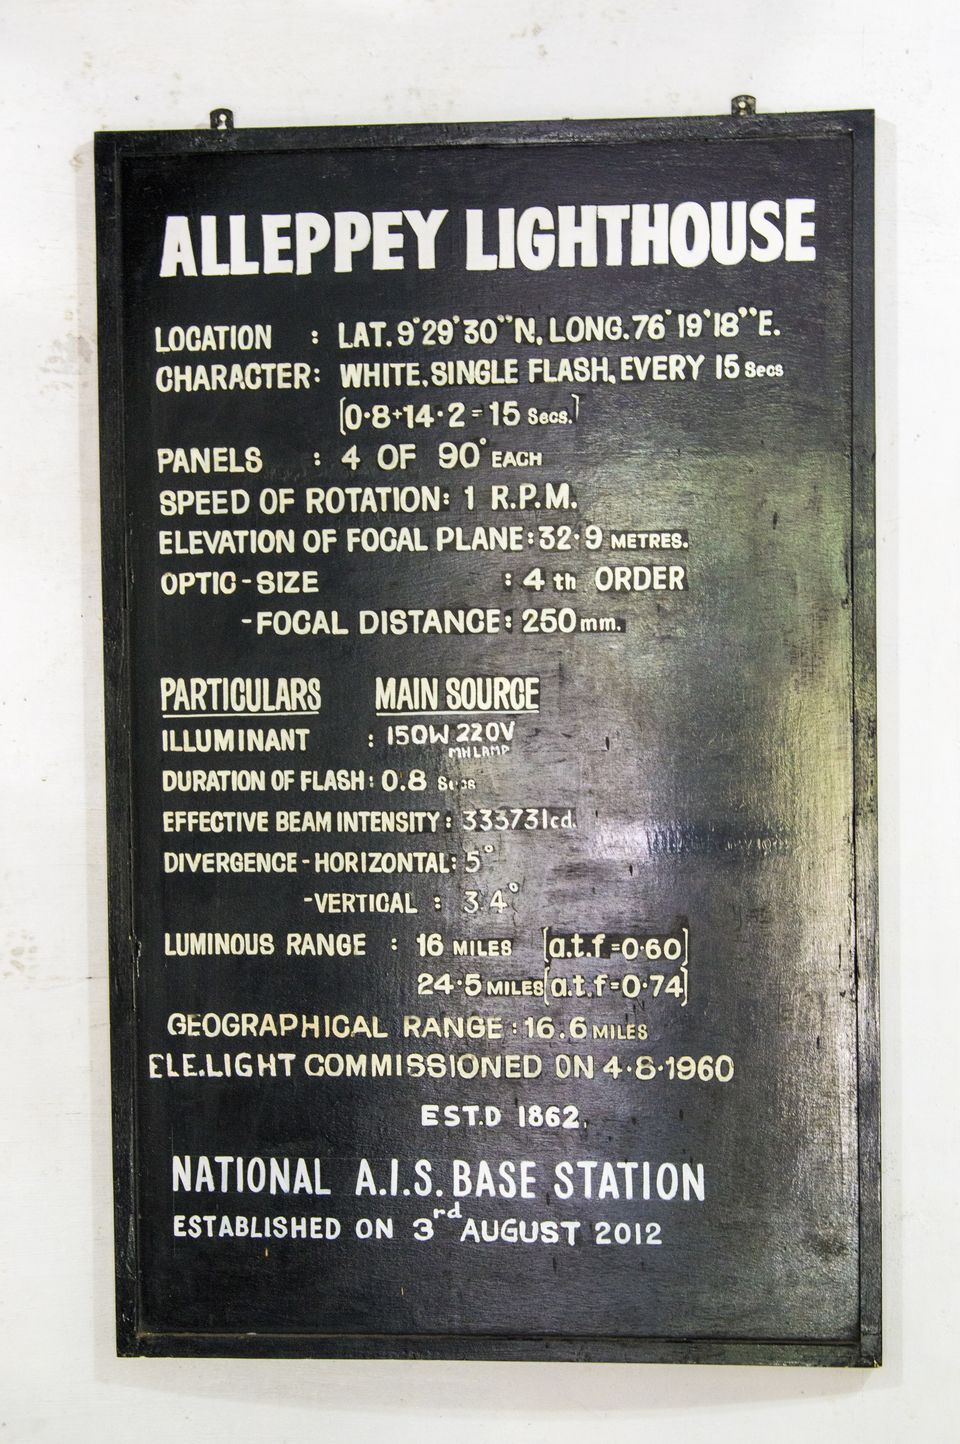 ALLEPPEY LIGHTHOUSE
LOCATION : LAT. 9°29'30"N, LONG. 76°19'18"E.
CHARACTER: WHITE, SINGLE FLASH, EVERY 15 Secs
[0·8+14·2=15 Secs.]
PANELS : 4 OF 90° EACH
SPEED OF ROTATION: 1 R.P.M.
ELEVATION OF FOCAL PLANE: 32·9 METRES.
OPTIC - SIZE : 4 th ORDER
- FOCAL DISTANCE: 250 mm.
PARTICULARS MAIN SOURCE
ILLUMINANT : 150W 220V
MH LAMP
DURATION OF FLASH: 0.8 Secs
EFFECTIVE BEAM INTENSITY: 333731cd.
DIVERGENCE - HORIZONTAL: 5°
- VERTICAL : 3.4°
LUMINOUS RANGE : 16 MILES [a.t.f=0·60]
24·5 MILES [a.t.f=0·74]
GEOGRAPHICAL RANGE: 16.6 MILES
ELE.LIGHT COMMISSIONED ON 4·8·1960
EST.D 1862.
NATIONAL A.I.S. BASE STATION
ESTABLISHED ON 3rd AUGUST 2012